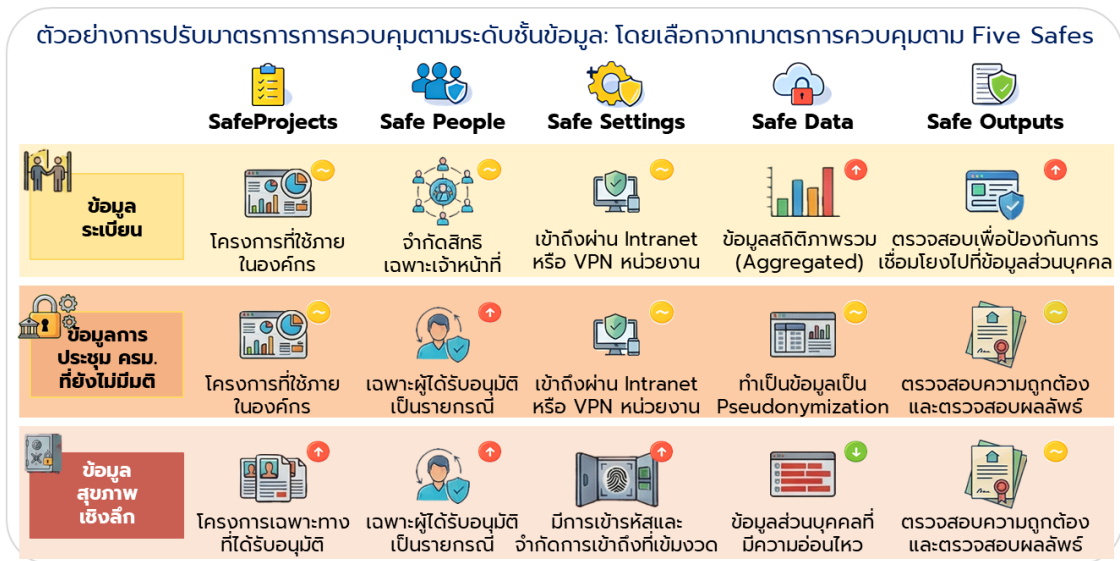 ตัวอย่างการปรับมาตรการการควบคุมตามระดับชั้นข้อมูล: โดยเลือกจากมาตรการควบคุมตาม Five Safes
SafeProjects
Safe People
Safe Settings
Safe Data
Safe Outputs
ข้อมูล
ระเบียน
โครงการที่ใช้ภาย
ในองค์กร
จำกัดสิทธิ
เฉพาะเจ้าหน้าที่
เข้าถึงผ่าน Intranet
หรือ VPN หน่วยงาน
ข้อมูลสถิติภาพรวม
(Aggregated)
ตรวจสอบเพื่อป้องกันการ
เชื่อมโยงไปที่ข้อมูลส่วนบุคคล
ข้อมูลการ
ประชุม ครม.
ที่ยังไม่มีมติ
โครงการที่ใช้ภาย
ในองค์กร
เฉพาะผู้ได้รับอนุมัติ
เป็นรายกรณี
เข้าถึงผ่าน Intranet
หรือ VPN หน่วยงาน
ทำเป็นข้อมูลเป็น
Pseudonymization
ตรวจสอบความถูกต้อง
และตรวจสอบผลลัพธ์
ข้อมูล
สุขภาพ
เชิงลึก
โครงการเฉพาะทาง
ที่ได้รับอนุมัติ
เฉพาะผู้ได้รับอนุมัติ
เป็นรายกรณี
มีการเข้ารหัสและ
จำกัดการเข้าถึงที่เข้มงวด
ข้อมูลส่วนบุคคลที่
มีความอ่อนไหว
ตรวจสอบความถูกต้อง
และตรวจสอบผลลัพธ์